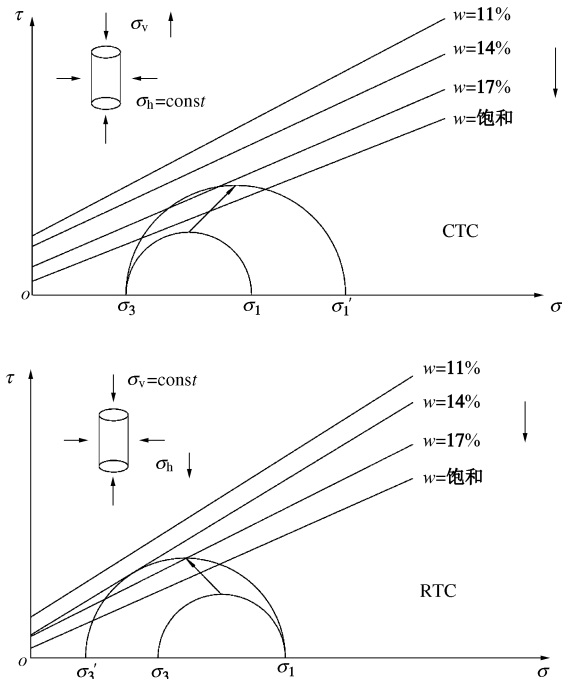 τ
σv
σh=const
w=11%
w=14%
w=17%
w=饱和
CTC
o
σ3
σ1
σ1′
σ
τ
σv=const
σh
w=11%
w=14%
w=17%
w=饱和
RTC
o
σ3′
σ3
σ1
σ